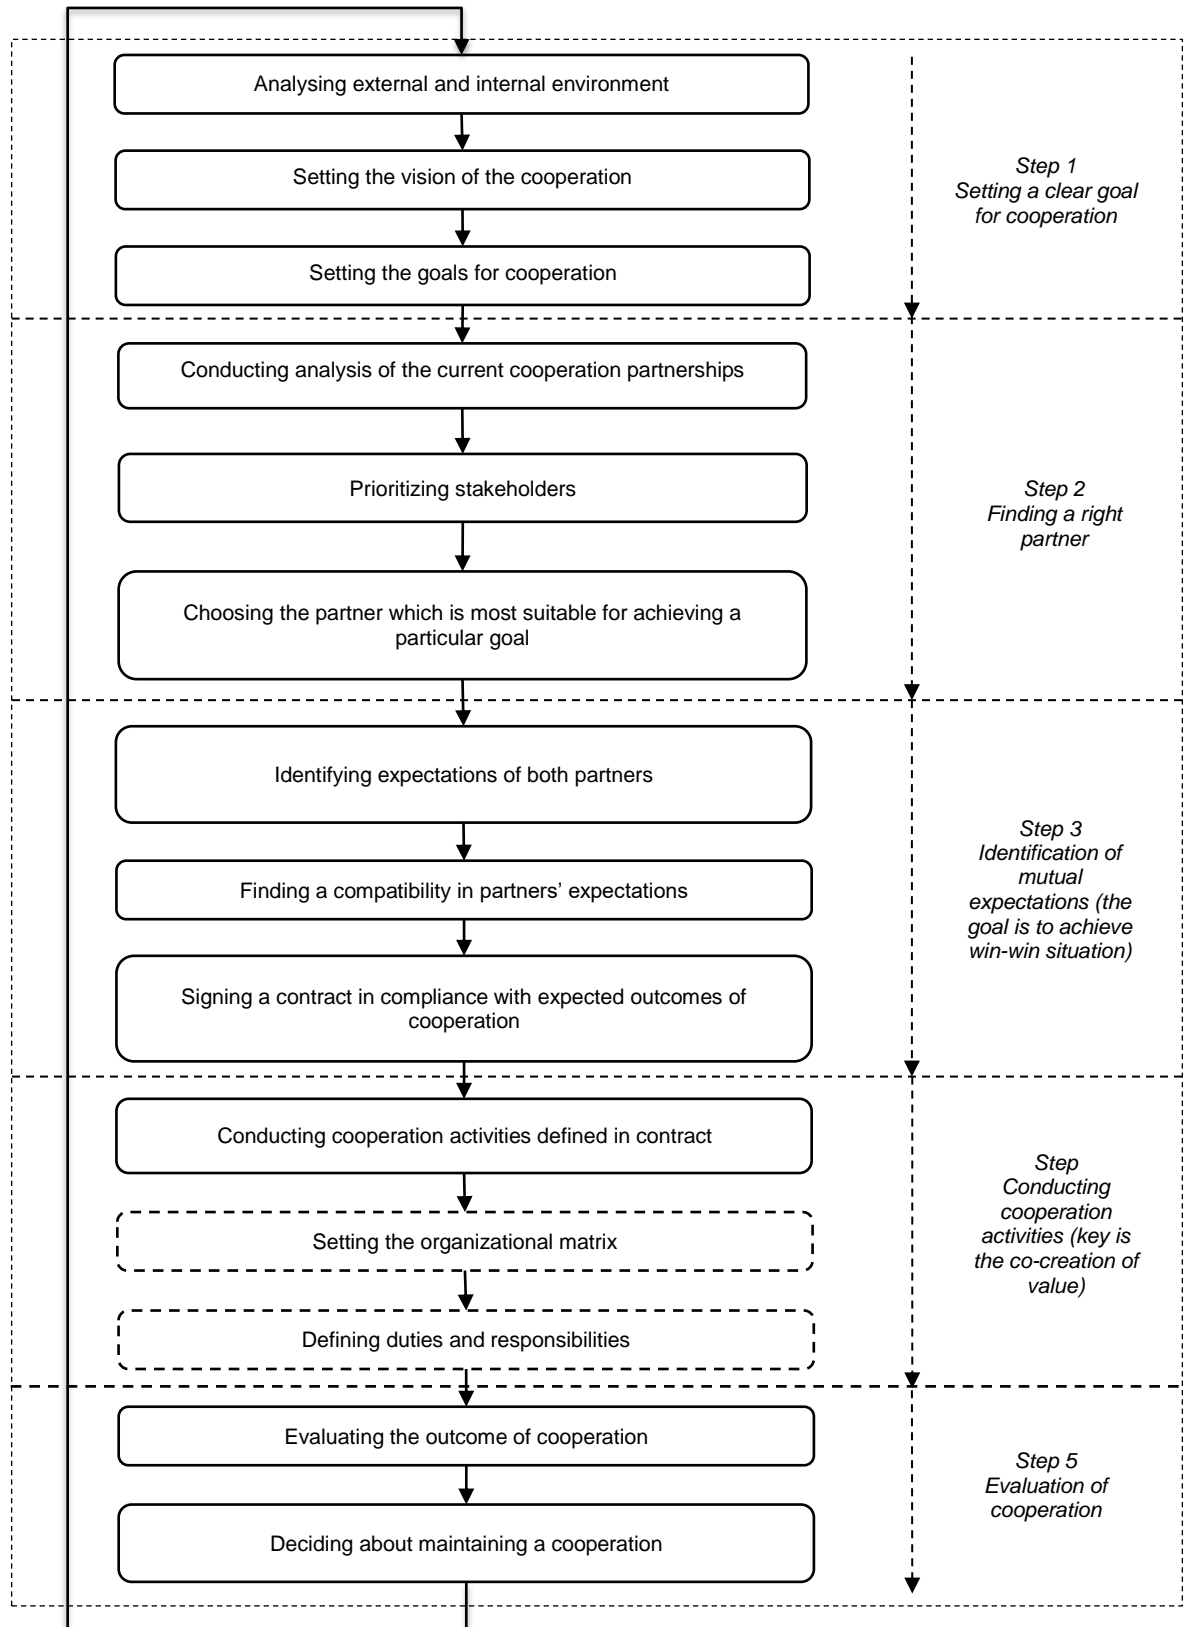 Analysing external and internal environment
Setting the vision of the cooperation
Setting the goals for cooperation
Step 1
Setting a clear goal
for cooperation
Conducting analysis of the current cooperation partnerships
Prioritizing stakeholders
Choosing the partner which is most suitable for achieving a
particular goal
Step 2
Finding a right
partner
Identifying expectations of both partners
Finding a compatibility in partners’ expectations
Signing a contract in compliance with expected outcomes of
cooperation
Step 3
Identification of
mutual
expectations (the
goal is to achieve
win-win situation)
Conducting cooperation activities defined in contract
Setting the organizational matrix
Defining duties and responsibilities
Step
Conducting
cooperation
activities (key is
the co-creation of
value)
Evaluating the outcome of cooperation
Deciding about maintaining a cooperation
Step 5
Evaluation of
cooperation